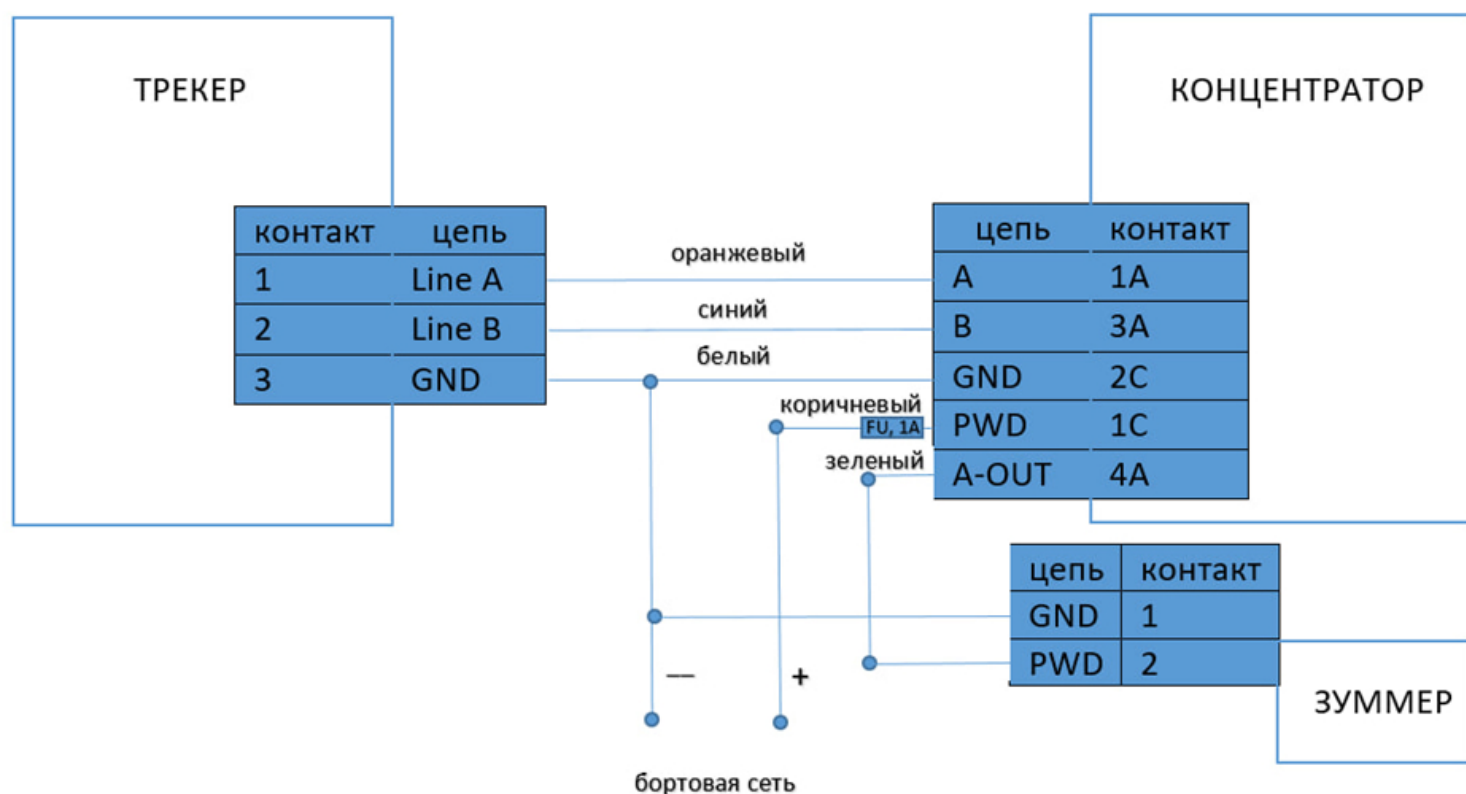 ТРЕКЕР
КОНЦЕНТРАТОР
контакт цепь
1 Line A
2 Line B
3 GND
оранжевый
синий
белый
коричневый
FU, 1A
зеленый
цепь контакт
A 1A
B 3A
GND 2C
PWD 1C
A-OUT 4A
цепь контакт
GND 1
PWD 2
ЗУММЕР
— +
бортовая сеть